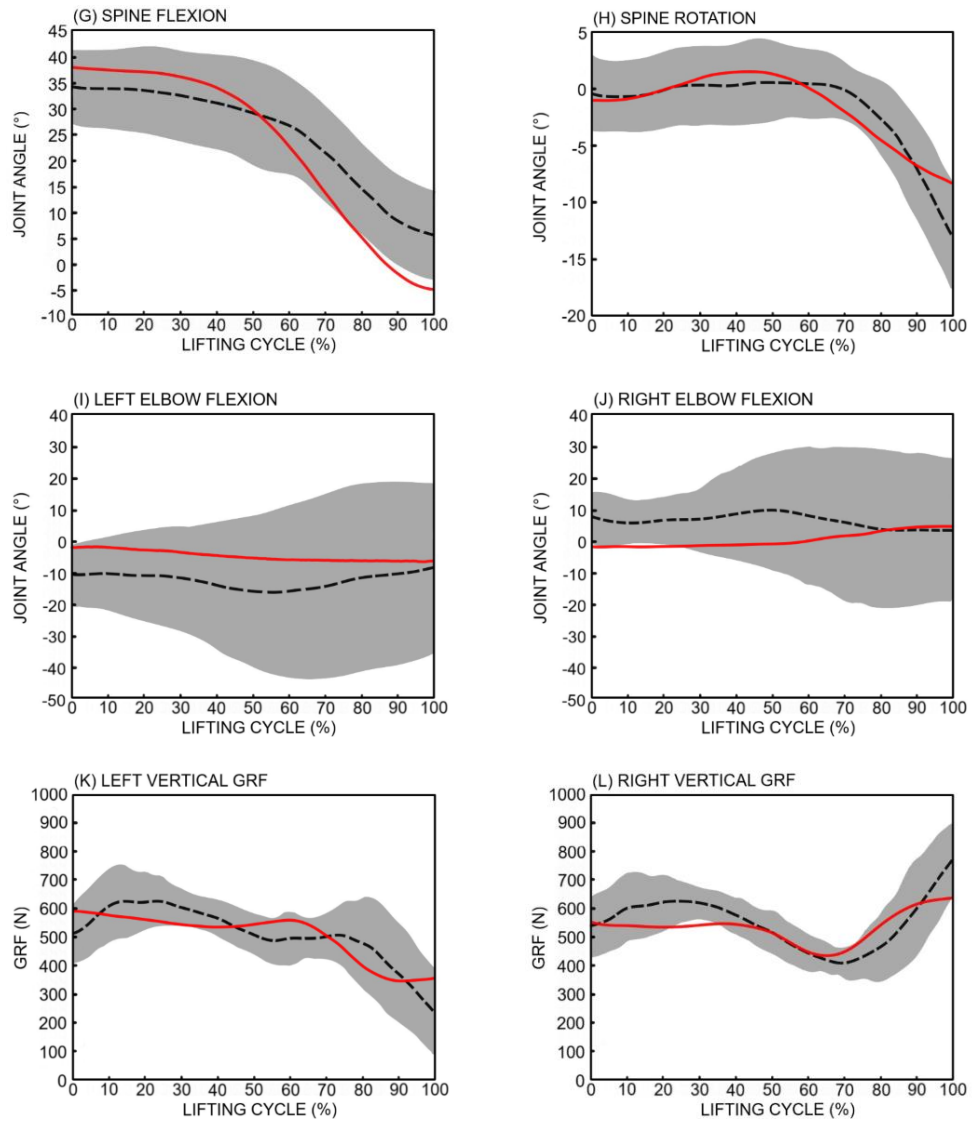 (G) SPINE FLEXION
45
40
35
30
25
20
15
10
5
0
-5
-10
JOINT ANGLE (°)
0 10 20 30 40 50 60 70 80 90 100
LIFTING CYCLE (%)
(H) SPINE ROTATION
5
0
-5
-10
-15
-20
JOINT ANGLE (°)
0 10 20 30 40 50 60 70 80 90 100
LIFTING CYCLE (%)
(I) LEFT ELBOW FLEXION
40
30
20
10
0
-10
-20
-30
-40
-50
JOINT ANGLE (°)
0 10 20 30 40 50 60 70 80 90 100
LIFTING CYCLE (%)
(J) RIGHT ELBOW FLEXION
40
30
20
10
0
-10
-20
-30
-40
-50
JOINT ANGLE (°)
0 10 20 30 40 50 60 70 80 90 100
LIFTING CYCLE (%)
(K) LEFT VERTICAL GRF
1000
900
800
700
600
500
400
300
200
100
0
GRF (N)
0 10 20 30 40 50 60 70 80 90 100
LIFTING CYCLE (%)
(L) RIGHT VERTICAL GRF
1000
900
800
700
600
500
400
300
200
100
0
GRF (N)
0 10 20 30 40 50 60 70 80 90 100
LIFTING CYCLE (%)